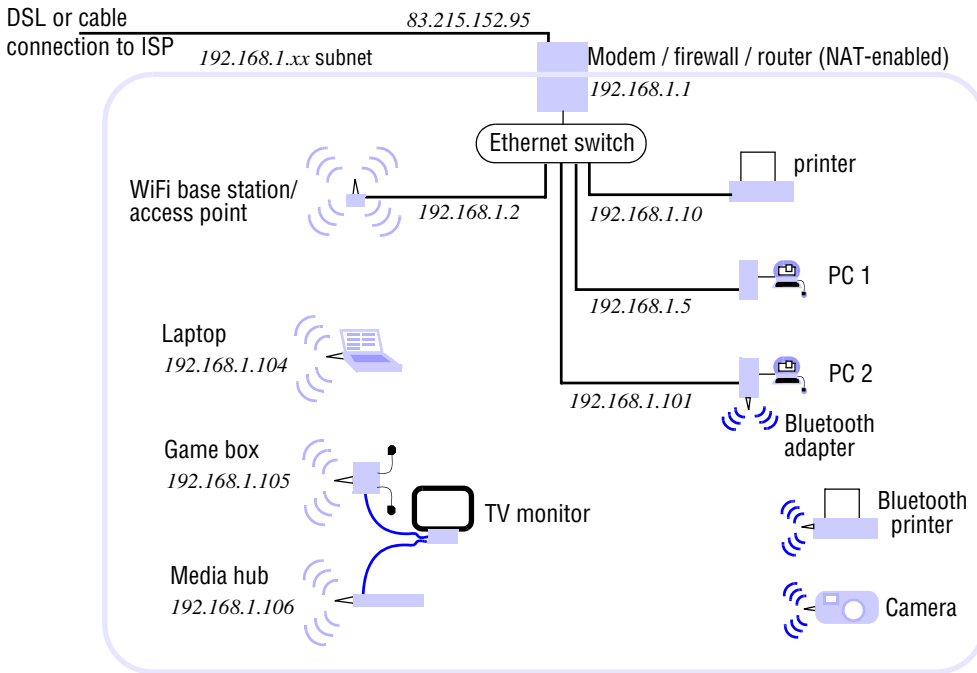 DSL or cable
connection to ISP
83.215.152.95
192.168.1.xx subnet
Modem / firewall / router (NAT-enabled)
192.168.1.1
Ethernet switch
printer
WiFi base station/
access point
192.168.1.2
192.168.1.10
PC 1
192.168.1.5
Laptop
192.168.1.104
PC 2
192.168.1.101
Bluetooth
adapter
Game box
192.168.1.105
TV monitor
Bluetooth
printer
Media hub
192.168.1.106
Camera